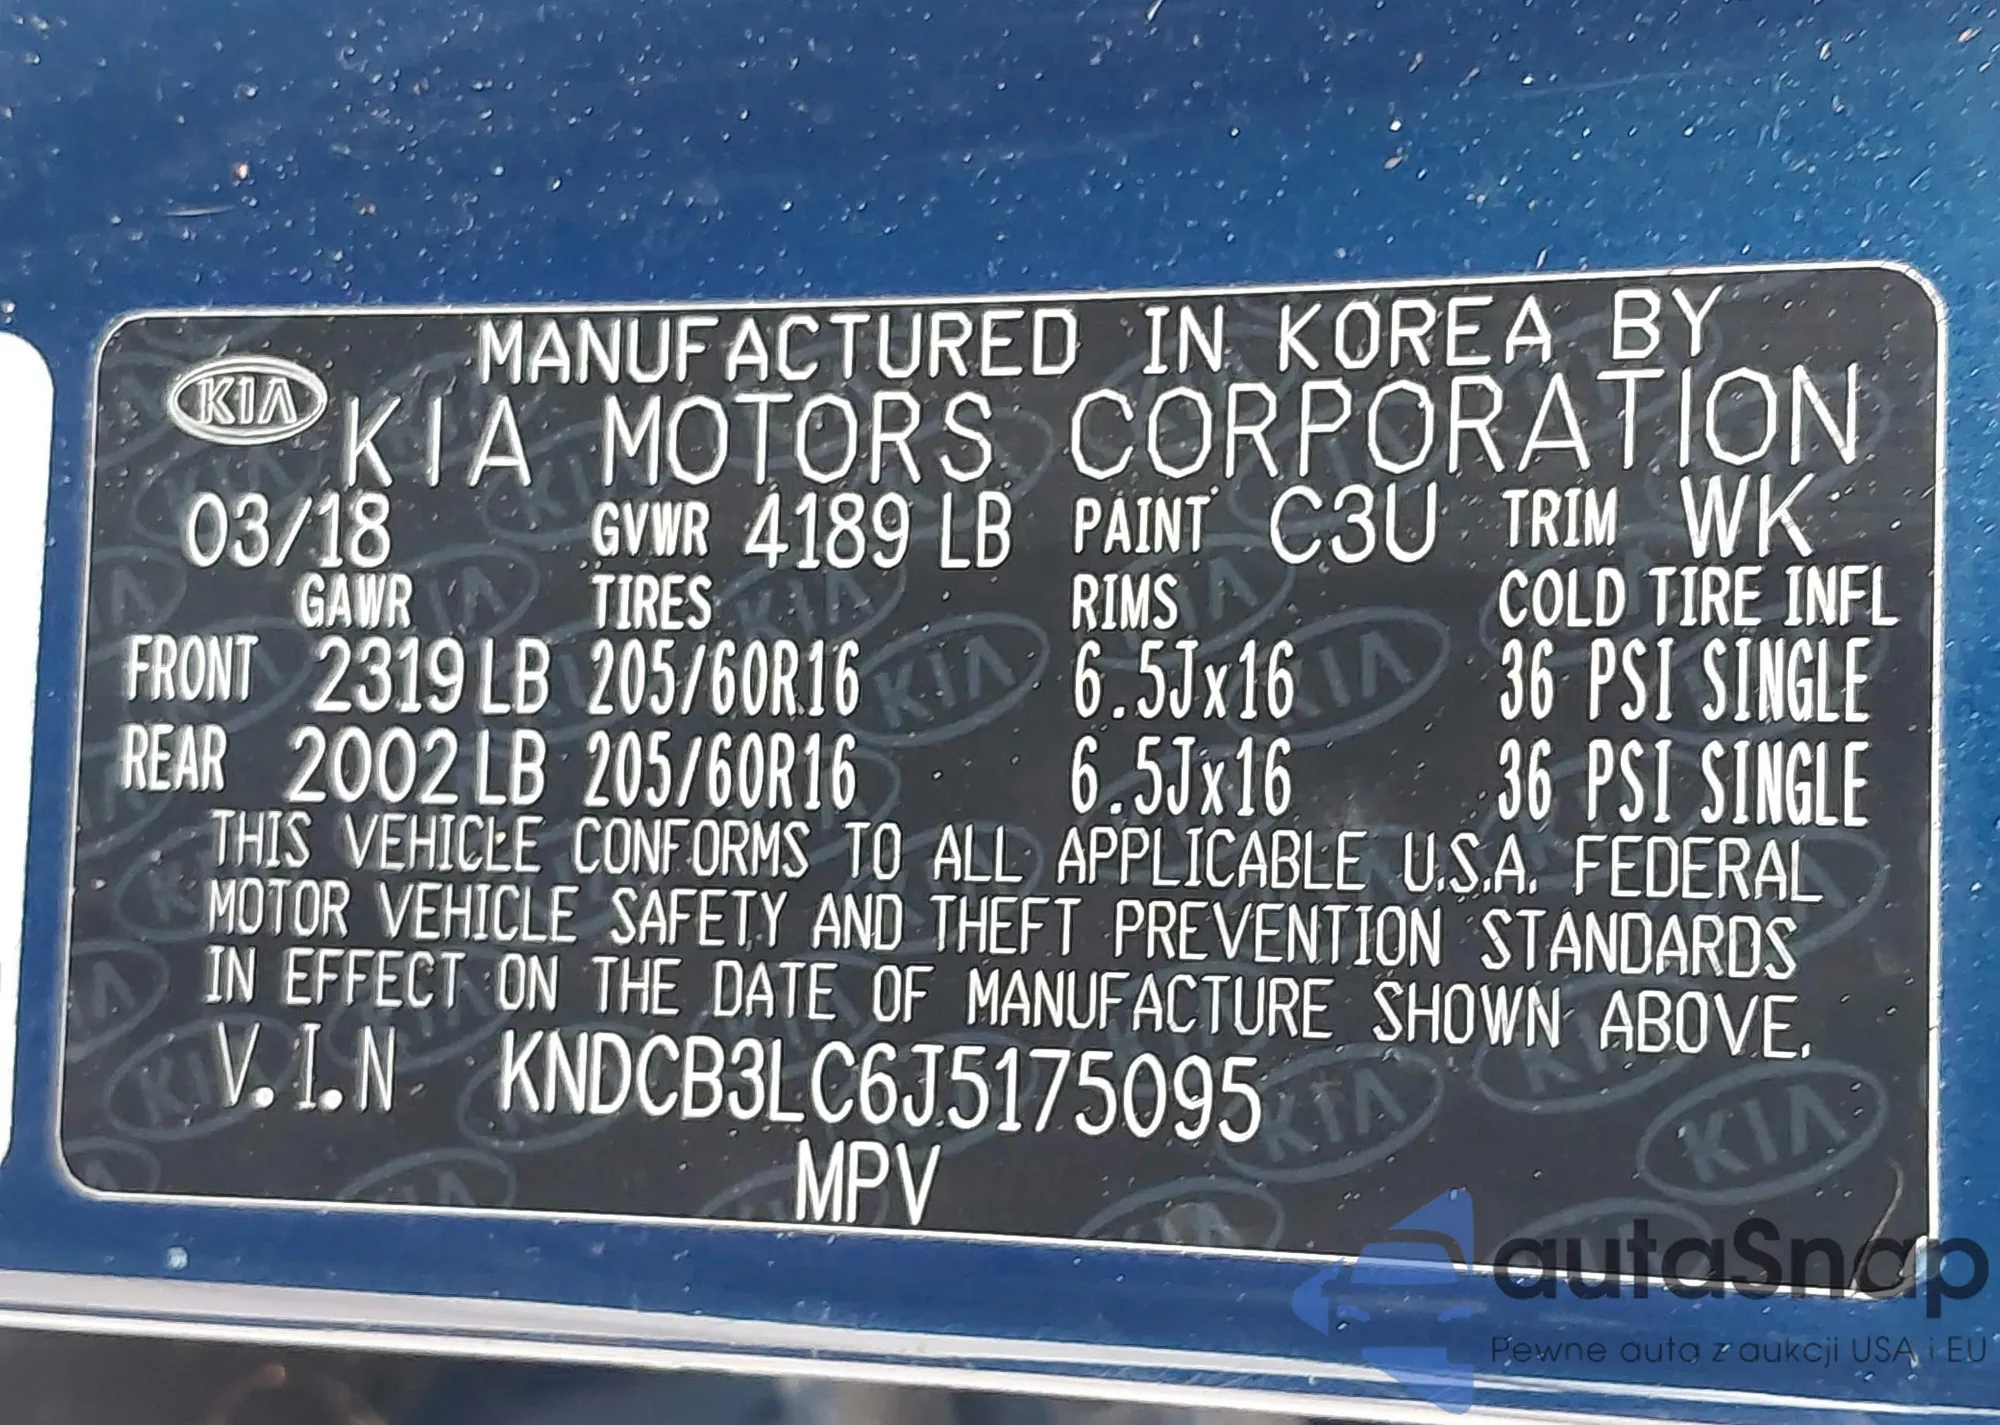 MANUFACTURED IN KOREA BY
KIA KIA MOTORS CORPORATION
03/18 GVWR 4189 LB PAINT C3U TRIM WK
GAWR TIRES RIMS COLD TIRE INFL
FRONT 2319 LB 205/60R16 6.5Jx16 36 PSI SINGLE
REAR 2002 LB 205/60R16 6.5Jx16 36 PSI SINGLE
THIS VEHICLE CONFORMS TO ALL APPLICABLE U.S.A. FEDERAL
MOTOR VEHICLE SAFETY AND THEFT PREVENTION STANDARDS
IN EFFECT ON THE DATE OF MANUFACTURE SHOWN ABOVE.
V.I.N KNDCB3LC6J5175095
MPV
autaSnap
Pewne auta z aukcji USA i EU